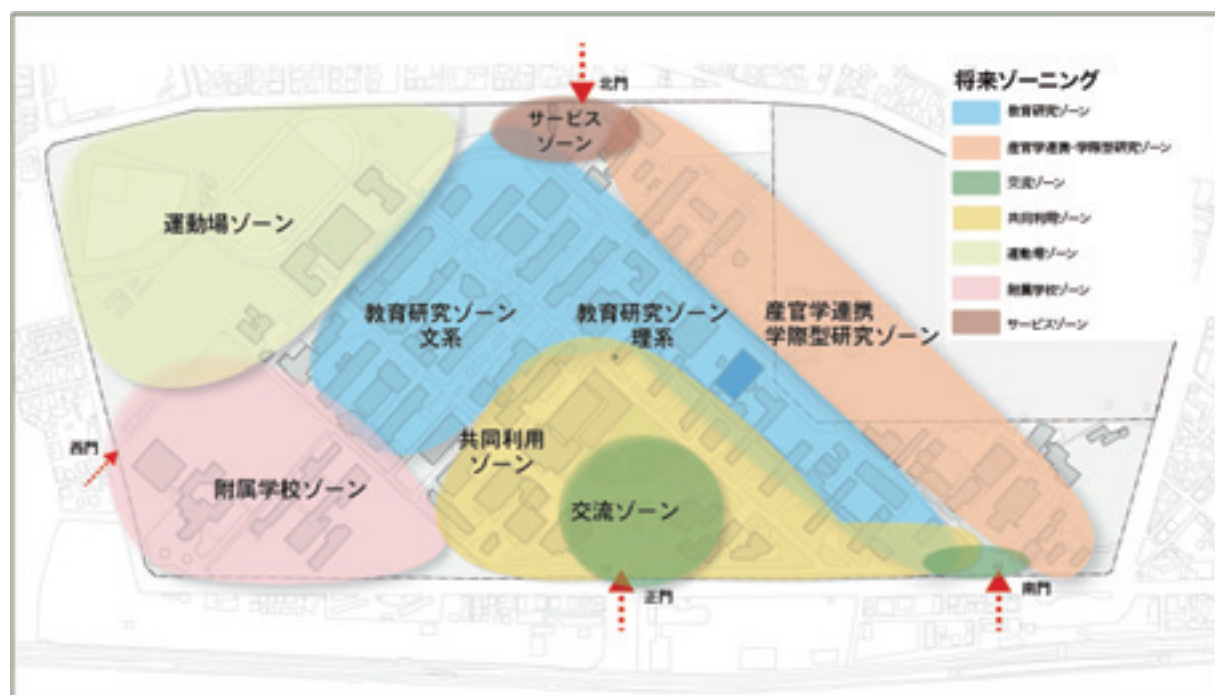 北門
将来ゾーニング
教育研究ゾーン
産官学連携・学際型研究ゾーン
交流ゾーン
共同利用ゾーン
運動場ゾーン
附属学校ゾーン
サービスゾーン
サービス
ゾーン
運動場ゾーン
教育研究ゾーン
文系
教育研究ゾーン
理系
産官学連携
学際型研究ゾーン
西門
共同利用
ゾーン
附属学校ゾーン
交流ゾーン
正門
南門